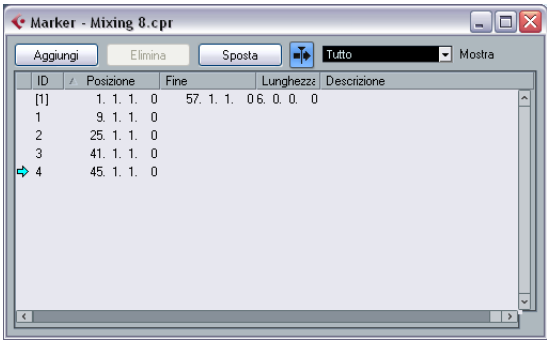 Marker - Mixing 8.cpr
Aggiungi Elimina Sposta Tutto Mostra
ID Posizione Fine Lunghezza Descrizione
[1] 1. 1. 1. 0 57. 1. 1. 0 6. 0. 0. 0
1 9. 1. 1. 0
2 25. 1. 1. 0
3 41. 1. 1. 0
4 45. 1. 1. 0